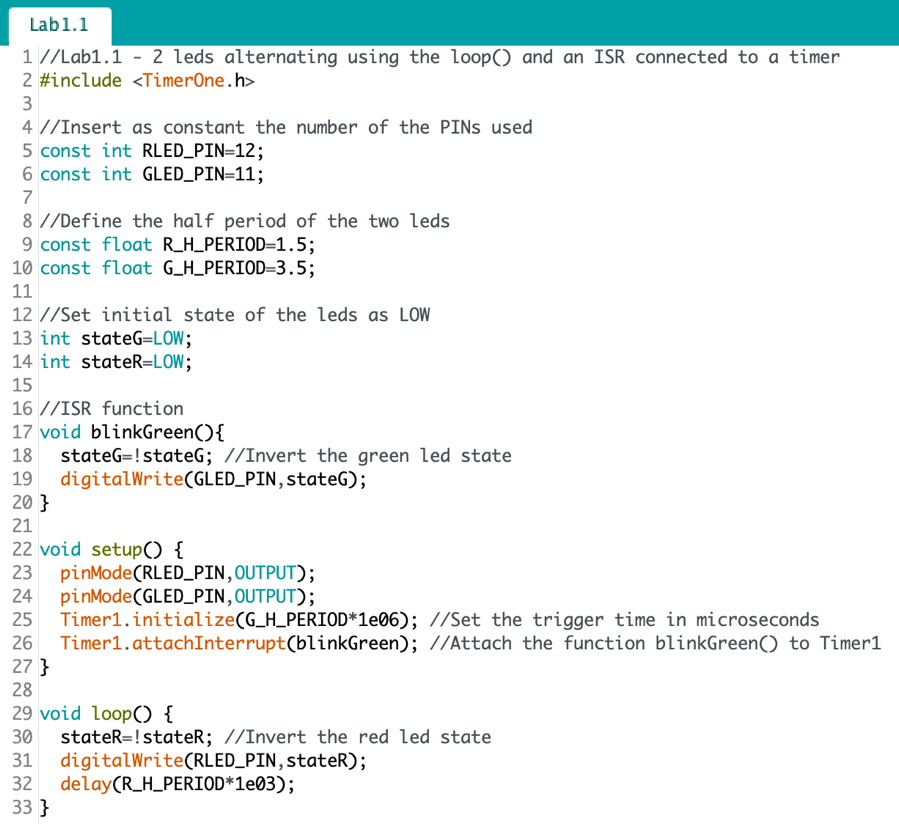 Lab1.1
1 //Lab1.1 - 2 leds alternating using the loop() and an ISR connected to a timer
2 #include <TimerOne.h>
3
4 //Insert as constant the number of the PINs used
5 const int RLED_PIN=12;
6 const int GLED_PIN=11;
7
8 //Define the half period of the two leds
9 const float R_H_PERIOD=1.5;
10 const float G_H_PERIOD=3.5;
11
12 //Set initial state of the leds as LOW
13 int stateG=LOW;
14 int stateR=LOW;
15
16 //ISR function
17 void blinkGreen(){
18   stateG=!stateG; //Invert the green led state
19   digitalWrite(GLED_PIN,stateG);
20 }
21
22 void setup() {
23   pinMode(RLED_PIN,OUTPUT);
24   pinMode(GLED_PIN,OUTPUT);
25   Timer1.initialize(G_H_PERIOD*1e06); //Set the trigger time in microseconds
26   Timer1.attachInterrupt(blinkGreen); //Attach the function blinkGreen() to Timer1
27 }
28
29 void loop() {
30   stateR=!stateR; //Invert the red led state
31   digitalWrite(RLED_PIN,stateR);
32   delay(R_H_PERIOD*1e03);
33 }